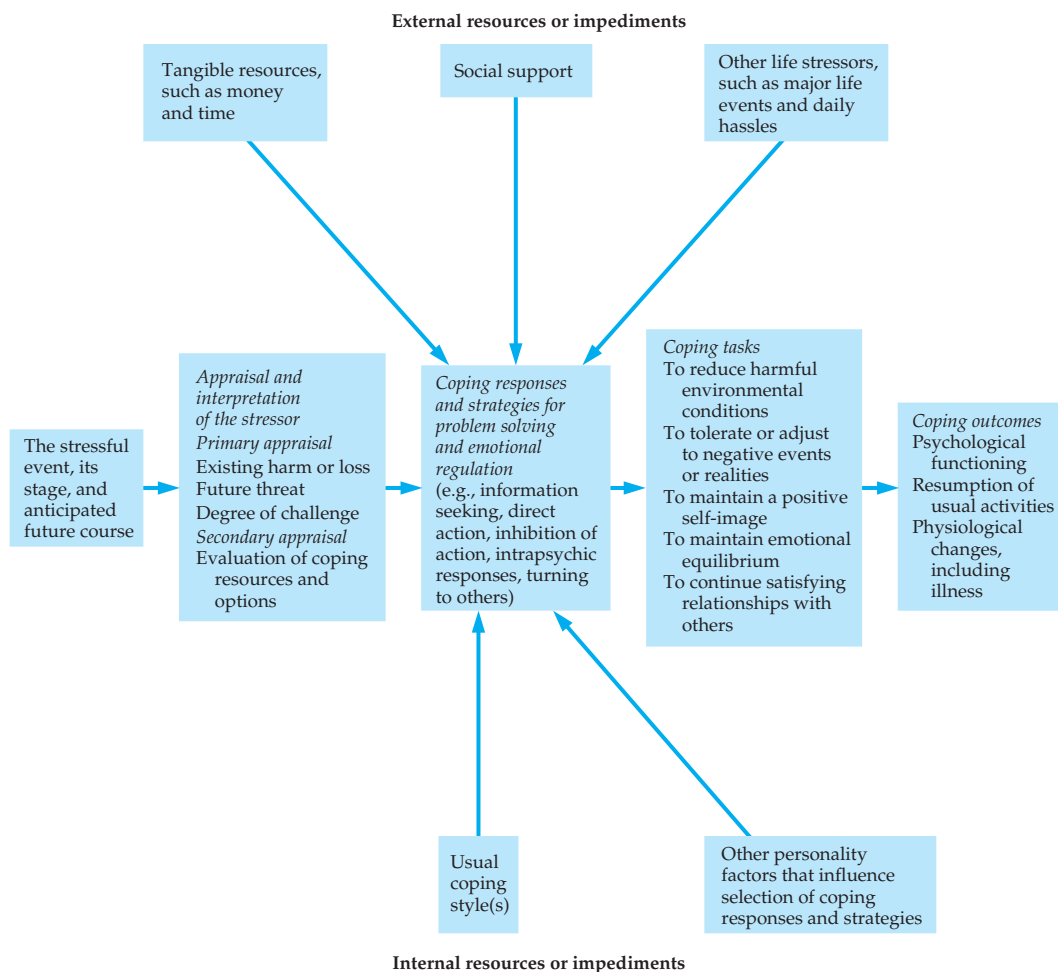 External resources or impediments
Tangible resources,
such as money
and time
Social support
Other life stressors,
such as major life
events and daily
hassles
The stressful
event, its
stage, and
anticipated
future course
Appraisal and
interpretation
of the stressor
Primary appraisal
Existing harm or loss
Future threat
Degree of challenge
Secondary appraisal
Evaluation of coping
resources and
options
Coping responses
and strategies for
problem solving
and emotional
regulation
(e.g., information
seeking, direct
action, inhibition of
action, intrapsychic
responses, turning
to others)
Coping tasks
To reduce harmful
environmental
conditions
To tolerate or adjust
to negative events
or realities
To maintain a positive
self-image
To maintain emotional
equilibrium
To continue satisfying
relationships with
others
Coping outcomes
Psychological
functioning
Resumption of
usual activities
Physiological
changes,
including
illness
Usual
coping
style(s)
Other personality
factors that influence
selection of coping
responses and strategies
Internal resources or impediments